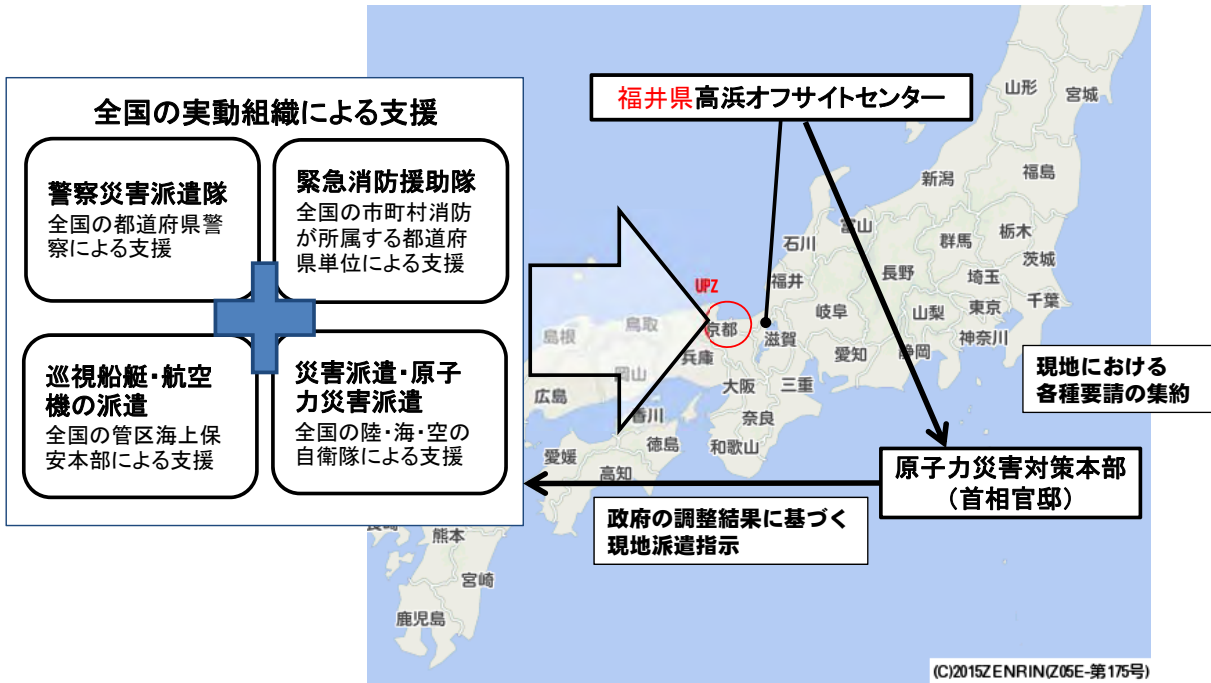 全国の実動組織による支援
警察災害派遣隊
全国の都道府県警
察による支援
緊急消防援助隊
全国の市町村消防
が所属する都道府
県単位による支援
巡視船艇・航空
機の派遣
全国の管区海上保
安本部による支援
災害派遣・原子
力災害派遣
全国の陸・海・空の
自衛隊による支援
福井県高浜オフサイトセンター
現地における
各種要請の集約
原子力災害対策本部
（首相官邸）
政府の調整結果に基づく
現地派遣指示
UPZ
山形
宮城
福島
新潟
富山
石川
栃木
群馬
茨城
福井
長野
埼玉
岐阜
山梨
東京
千葉
島根
鳥取
京都
滋賀
神奈川
兵庫
愛知
静岡
岡山
大阪
三重
広島
香川
奈良
徳島
和歌山
愛媛
高知
長崎
熊本
宮崎
鹿児島
(C)2015ZENRIN(Z05E-第175号)